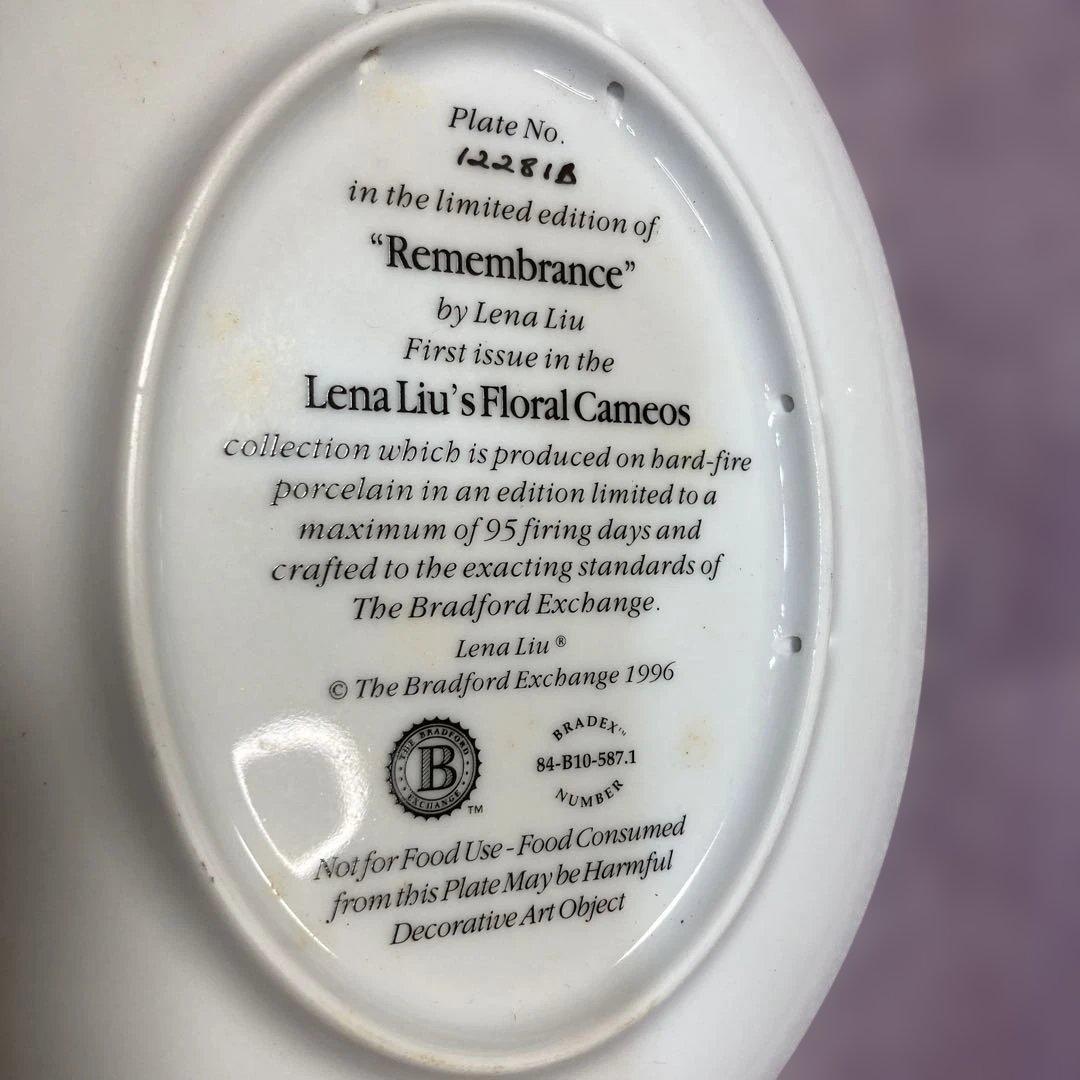 Plate No.
12281B
in the limited edition of
“Remembrance”
by Lena Liu
First issue in the
Lena Liu's Floral Cameos
collection which is produced on hard-fire
porcelain in an edition limited to a
maximum of 95 firing days and
crafted to the exacting standards of
The Bradford Exchange.
Lena Liu ®
© The Bradford Exchange 1996
THE BRADFORD
B
EXCHANGE
TM
BRADEX™
84-B10-587.1
NUMBER
Not for Food Use - Food Consumed
from this Plate May be Harmful
Decorative Art Object